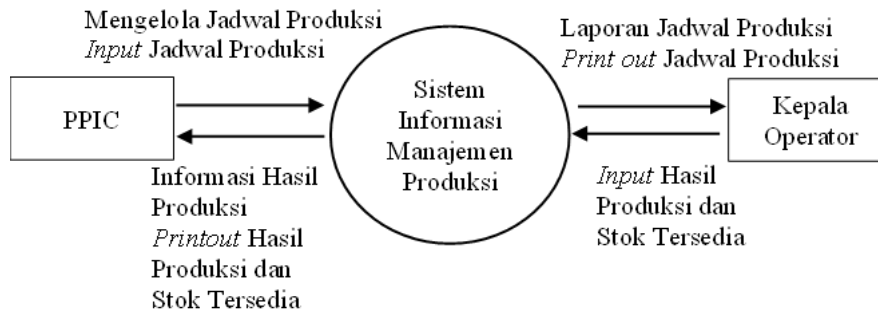 Mengelola Jadwal Produksi
Input Jadwal Produksi
PPIC
Informasi Hasil
Produksi
Printout Hasil
Produksi dan
Stok Tersedia
Sistem
Informasi
Manajemen
Produksi
Laporan Jadwal Produksi
Print out Jadwal Produksi
Kepala
Operator
Input Hasil
Produksi dan
Stok Tersedia